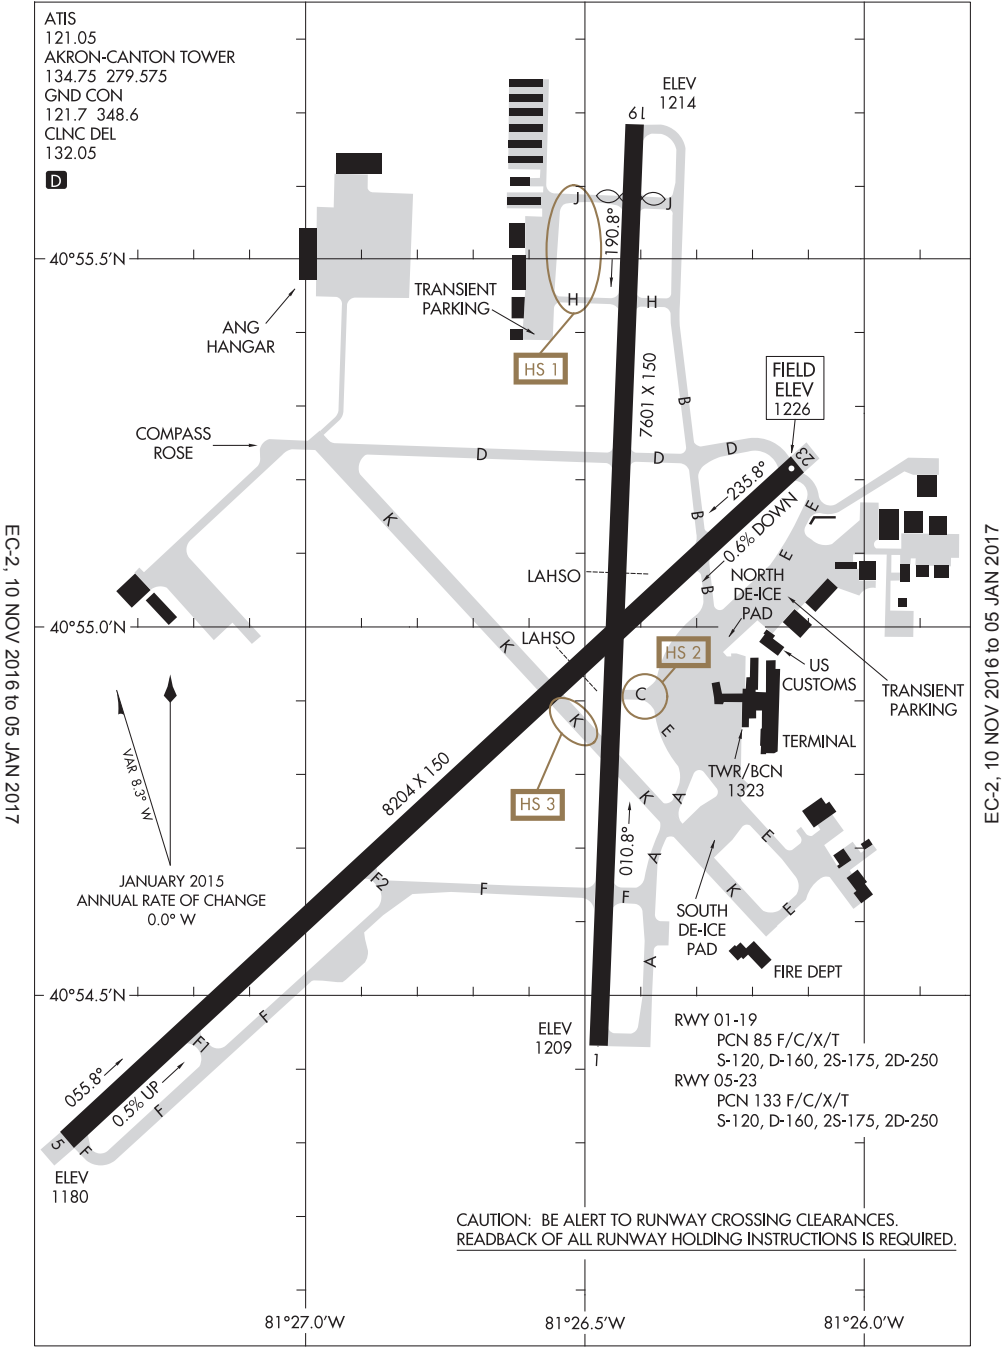 ATIS
121.05
AKRON-CANTON TOWER
134.75 279.575
GND CON
121.7 348.6
CLNC DEL
132.05
D
ELEV
1214
19
J
J
190.8°
40°55.5'N
TRANSIENT
PARKING
H
H
ANG
HANGAR
HS 1
7601 X 150
FIELD
ELEV
1226
B
COMPASS
ROSE
D
D
D
23
235.8°
0.6% DOWN
K
B
E
E
B
LAHSO
NORTH
DE-ICE
PAD
40°55.0'N
LAHSO
K
HS 2
US
CUSTOMS
TRANSIENT
PARKING
C
K
E
TERMINAL
TWR/BCN
1323
VAR 8.3° W
8204 X 150
HS 3
K
A
E
010.8°
A
JANUARY 2015
ANNUAL RATE OF CHANGE
0.0° W
F2
F
F
K
E
SOUTH
DE-ICE
PAD
A
FIRE DEPT
40°54.5'N
F
F1
ELEV
1209
1
RWY 01-19
PCN 85 F/C/X/T
S-120, D-160, 2S-175, 2D-250
RWY 05-23
PCN 133 F/C/X/T
S-120, D-160, 2S-175, 2D-250
055.8°
0.5% UP
F
5
F
ELEV
1180
CAUTION: BE ALERT TO RUNWAY CROSSING CLEARANCES.
READBACK OF ALL RUNWAY HOLDING INSTRUCTIONS IS REQUIRED.
81°27.0'W
81°26.5'W
81°26.0'W
EC-2, 10 NOV 2016 to 05 JAN 2017
EC-2, 10 NOV 2016 to 05 JAN 2017